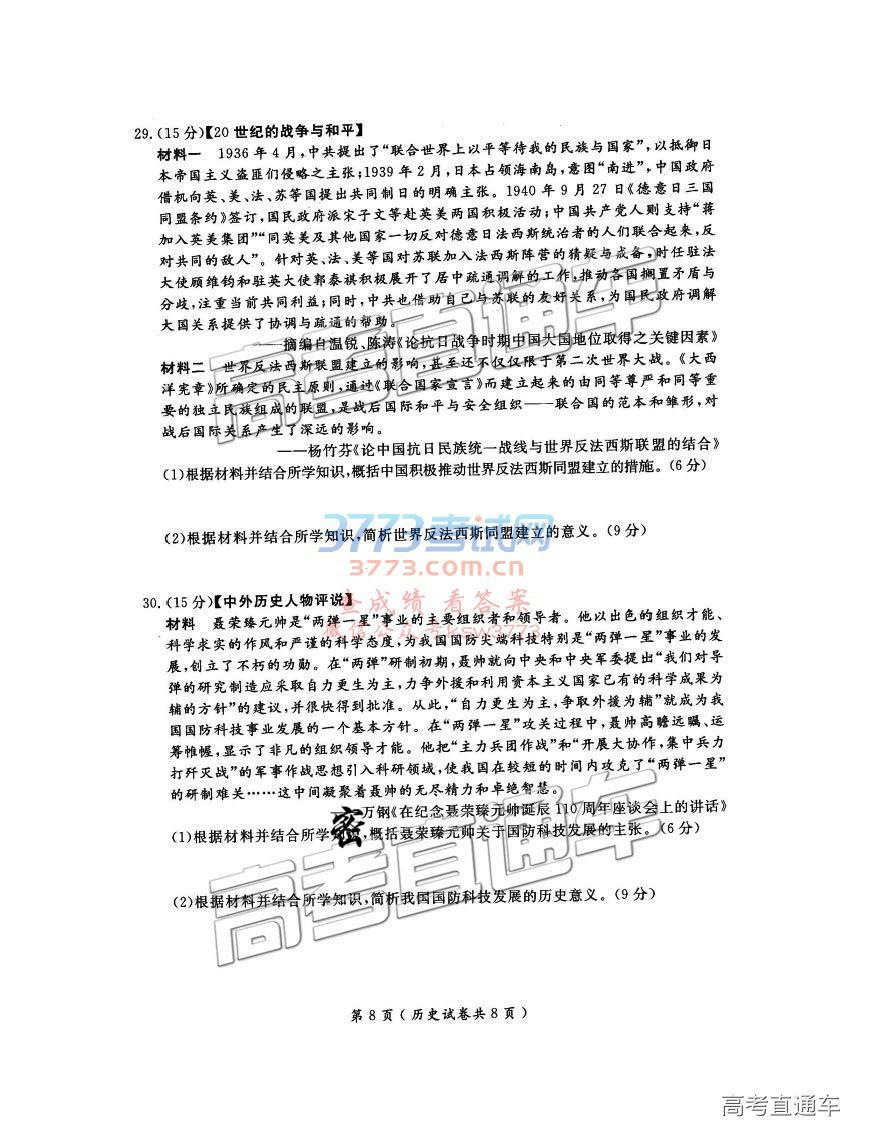 29.(15分)【20世纪的战争与和平】
材料一 1936年4月,中共提出了“联合世界上以平等待我的民族与国家”,以抵御日
本帝国主义盗匪们侵略之主张;1939年2月,日本占领海南岛,意图“南进”,中国政府
借机向英、美、法、苏等国提出共同制日的明确主张。1940年9月27日《德意日三国
同盟条约》签订,国民政府派宋子文等赴英美两国积极活动;中国共产党人则支持“蒋
加入英美集团”“同英美及其他国家一切反对德意日法西斯统治者的人们联合起来,反
对共同的敌人”。针对英、法、美等国对苏联加入法西斯阵营的猜疑与戒备,时任驻法
大使顾维钧和驻英大使郭泰祺积极展开了居中疏通调解的工作,推动各国搁置矛盾与
分歧,注重当前共同利益;同时,中共也借助自己与苏联的友好关系,为国民政府调解
大国关系提供了协调与疏通的帮助。
——摘编自温锐、陈涛《论抗日战争时期中国大国地位取得之关键因素》
材料二 世界反法西斯联盟建立的影响,甚至还不仅仅限于第二次世界大战。《大西
洋宪章》所确定的民主原则,通过《联合国家宣言》而建立起来的由同等尊严和同等重
要的独立民族组成的联盟,是战后国际和平与安全组织——联合国的范本和雏形,对
战后国际关系产生了深远的影响。
——杨竹芬《论中国抗日民族统一战线与世界反法西斯联盟的结合》
(1)根据材料并结合所学知识,概括中国积极推动世界反法西斯同盟建立的措施。(6分)
(2)根据材料并结合所学知识,简析世界反法西斯同盟建立的意义。(9分)
3773考试网
3773.com.cn
查成绩 看答案
微信公众号ksw3773
30.(15分)【中外历史人物评说】
材料 聂荣臻元帅是“两弹一星”事业的主要组织者和领导者。他以出色的组织才能、
科学求实的作风和严谨的科学态度,为我国国防尖端科技特别是“两弹一星”事业的发
展,创立了不朽的功勋。在“两弹”研制初期,聂帅就向中央和中央军委提出“我们对导
弹的研究制造应采取自力更生为主,力争外援和利用资本主义国家已有的科学成果为
辅的方针”的建议,并很快得到批准。从此,“自力更生为主,争取外援为辅”就成为我
国国防科技事业发展的一个基本方针。在“两弹一星”攻关过程中,聂帅高瞻远瞩、运
筹帷幄,显示了非凡的组织领导才能。他把“主力兵团作战”和“开展大协作,集中兵力
打歼灭战”的军事作战思想引入科研领域,使我国在较短的时间内攻克了“两弹一星”
的研制难关……这中间凝聚着聂帅的无尽精力和卓绝智慧。
万钢《在纪念聂荣臻元帅诞辰110周年座谈会上的讲话》
密
(1)根据材料并结合所学知识,概括聂荣臻元帅关于国防科技发展的主张。(6分)
(2)根据材料并结合所学知识,简析我国国防科技发展的历史意义。(9分)
高考直通车
高考直通车
第8页(历史试卷共8页)
高考直通车